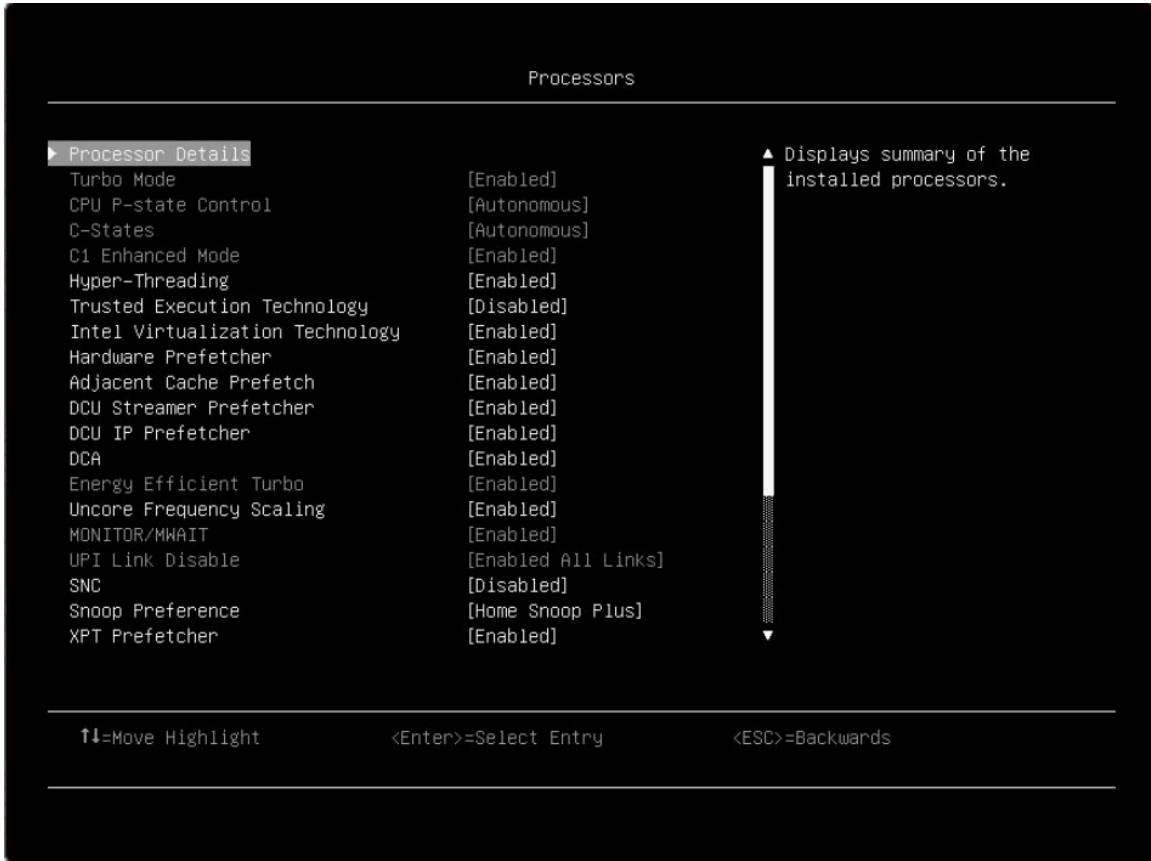 Processors
Processor Details
Displays summary of the
Turbo Mode [Enabled]
installed processors.
CPU P-state Control [Autonomous]
C-States [Autonomous]
C1 Enhanced Mode [Enabled]
Hyper-Threading [Enabled]
Trusted Execution Technology [Disabled]
Intel Virtualization Technology [Enabled]
Hardware Prefetcher [Enabled]
Adjacent Cache Prefetch [Enabled]
DCU Streamer Prefetcher [Enabled]
DCU IP Prefetcher [Enabled]
DCA [Enabled]
Energy Efficient Turbo [Enabled]
Uncore Frequency Scaling [Enabled]
MONITOR/MWAIT [Enabled]
UPI Link Disable [Enabled All Links]
SNC [Disabled]
Snoop Preference [Home Snoop Plus]
XPT Prefetcher [Enabled]
↑↓=Move Highlight <Enter>=Select Entry <ESC>=Backwards